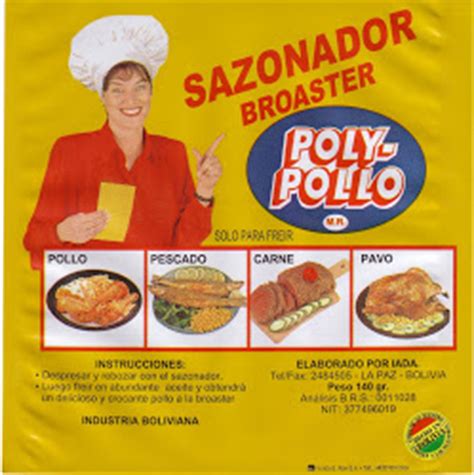 SAZONADOR
BROASTER
POLY-
POLLO
M.R.
SOLO PARA FREIR
POLLO
PESCADO
CARNE
PAVO
INSTRUCCIONES:
• Despresar y rebozar con el sazonador.
• Luego freir en abundante aceite y obtendrá
un delicioso y crocante pollo a la broaster
INDUSTRIA BOLIVIANA
ELABORADO POR IADA.
Tel/Fax: 2484505 - LA PAZ - BOLIVIA
Peso 140 gr.
Analisis B.R.S.: 0011028
NIT: 377496019